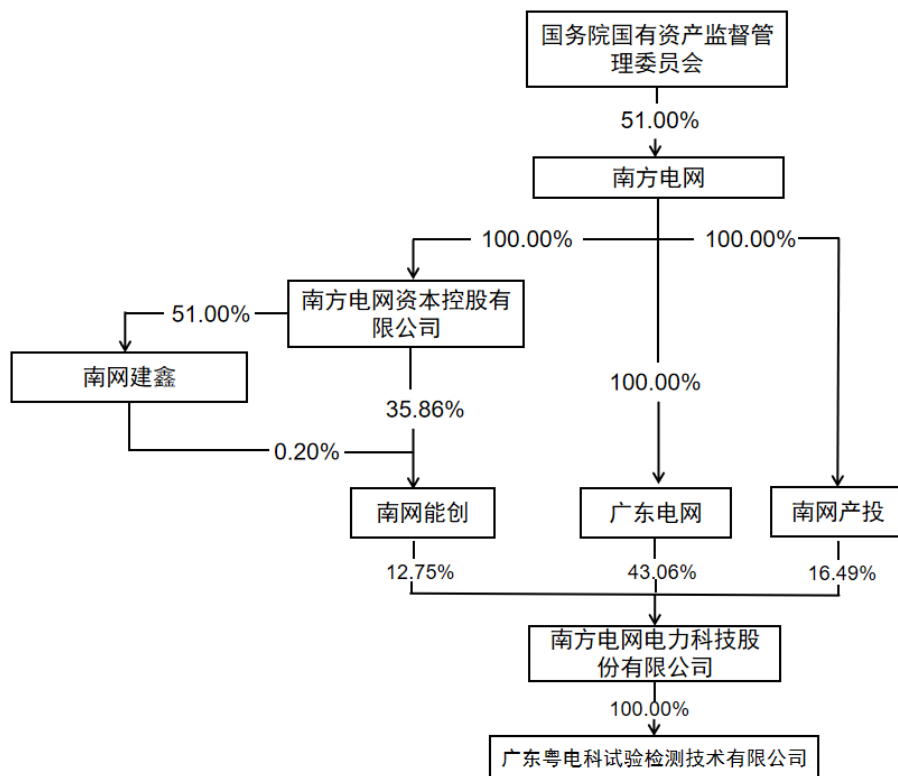 国务院国有资产监督管
理委员会
51.00%
南方电网
100.00%
100.00%
南方电网资本控股有
限公司
51.00%
南网建鑫
100.00%
35.86%
0.20%
南网能创
广东电网
南网产投
12.75%
43.06%
16.49%
南方电网电力科技股
份有限公司
100.00%
广东粤电科试验检测技术有限公司